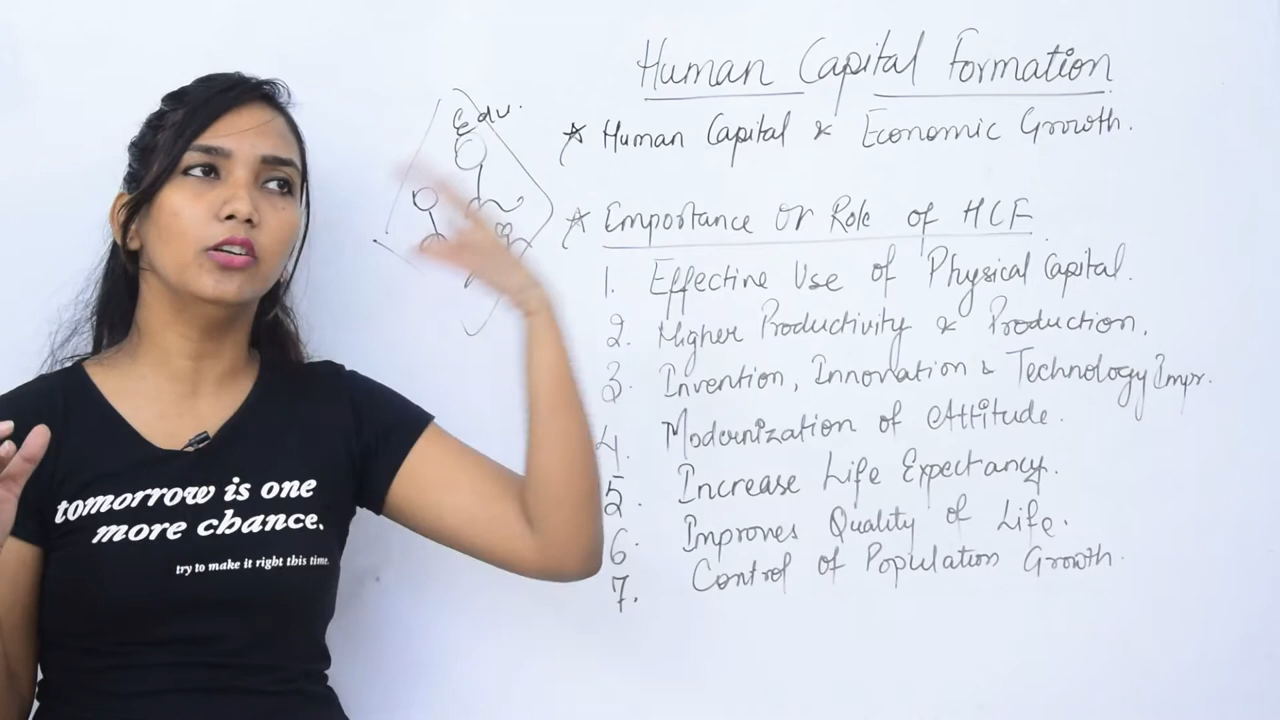 Human Capital Formation
Edu.
* Human Capital & Economic Growth.
* Importance or Role of HCF
1. Effective Use of Physical Capital.
2. Higher Productivity & Production.
3. Invention, Innovation & Technology Impr.
4. Modernization of Attitude.
5. Increase Life Expectancy.
6. Improves Quality of Life.
7. Control of Population Growth.
tomorrow is one
more chance.
try to make it right this time.